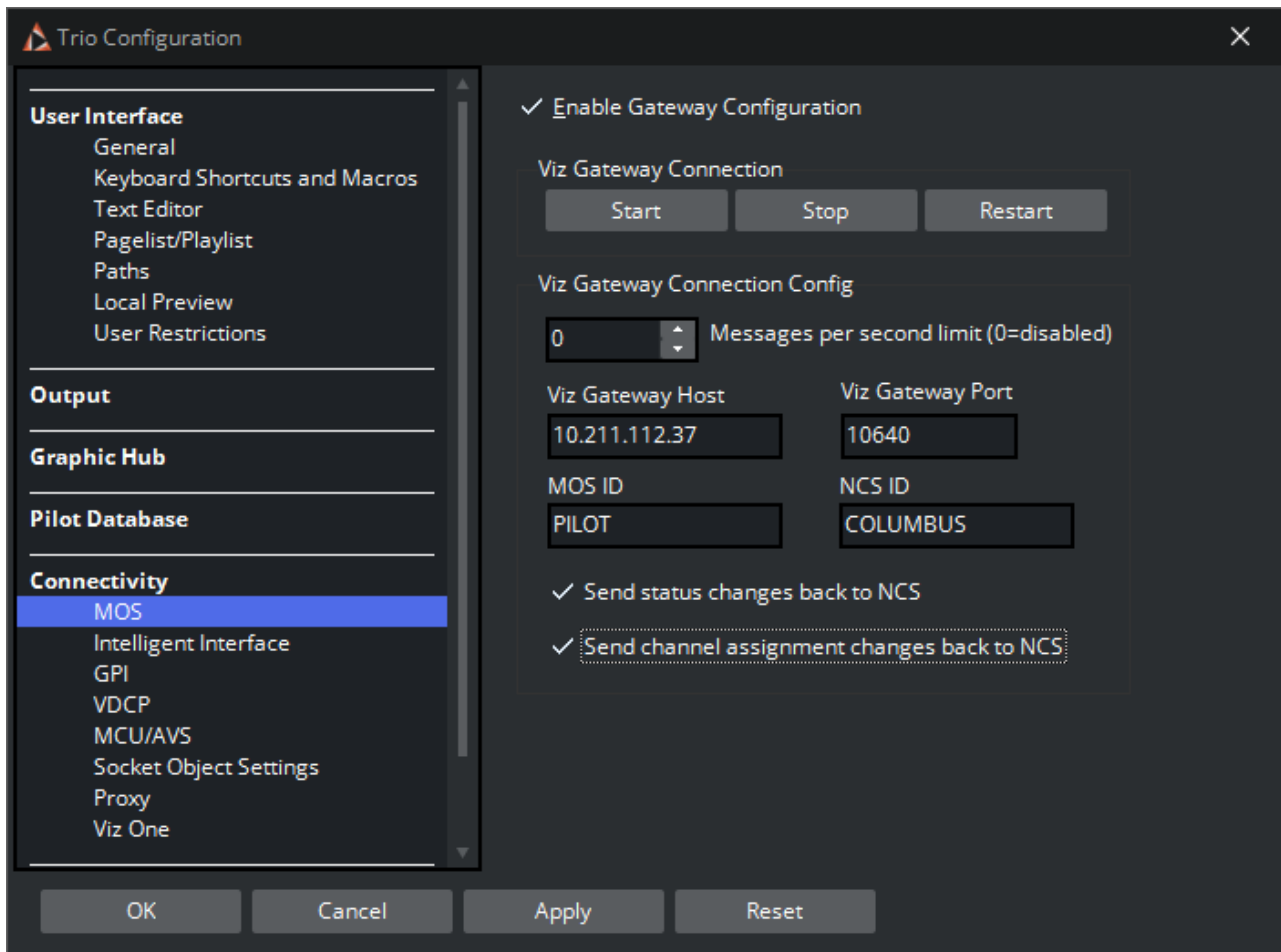 Trio Configuration
User Interface
General
Keyboard Shortcuts and Macros
Text Editor
Pagelist/Playlist
Paths
Local Preview
User Restrictions
Output
Graphic Hub
Pilot Database
Connectivity
MOS
Intelligent Interface
GPI
VDCP
MCU/AVS
Socket Object Settings
Proxy
Viz One
Enable Gateway Configuration
Viz Gateway Connection
Start Stop Restart
Viz Gateway Connection Config
0 Messages per second limit (0=disabled)
Viz Gateway Host Viz Gateway Port
10.211.112.37 10640
MOS ID NCS ID
PILOT COLUMBUS
Send status changes back to NCS
Send channel assignment changes back to NCS
OK Cancel Apply Reset